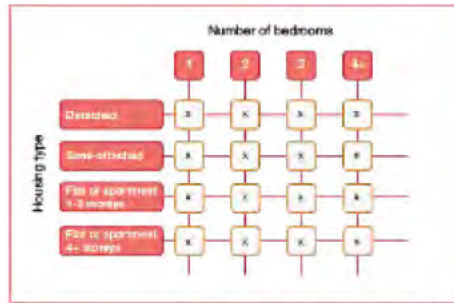 Number of bedrooms
1 2 3 4+
Housing type
Detached
x x x x
Semi-attached
x x x x
Flat or apartment
1-3 storeys
x x x x
Flat or apartment
4+ storeys
x x x x